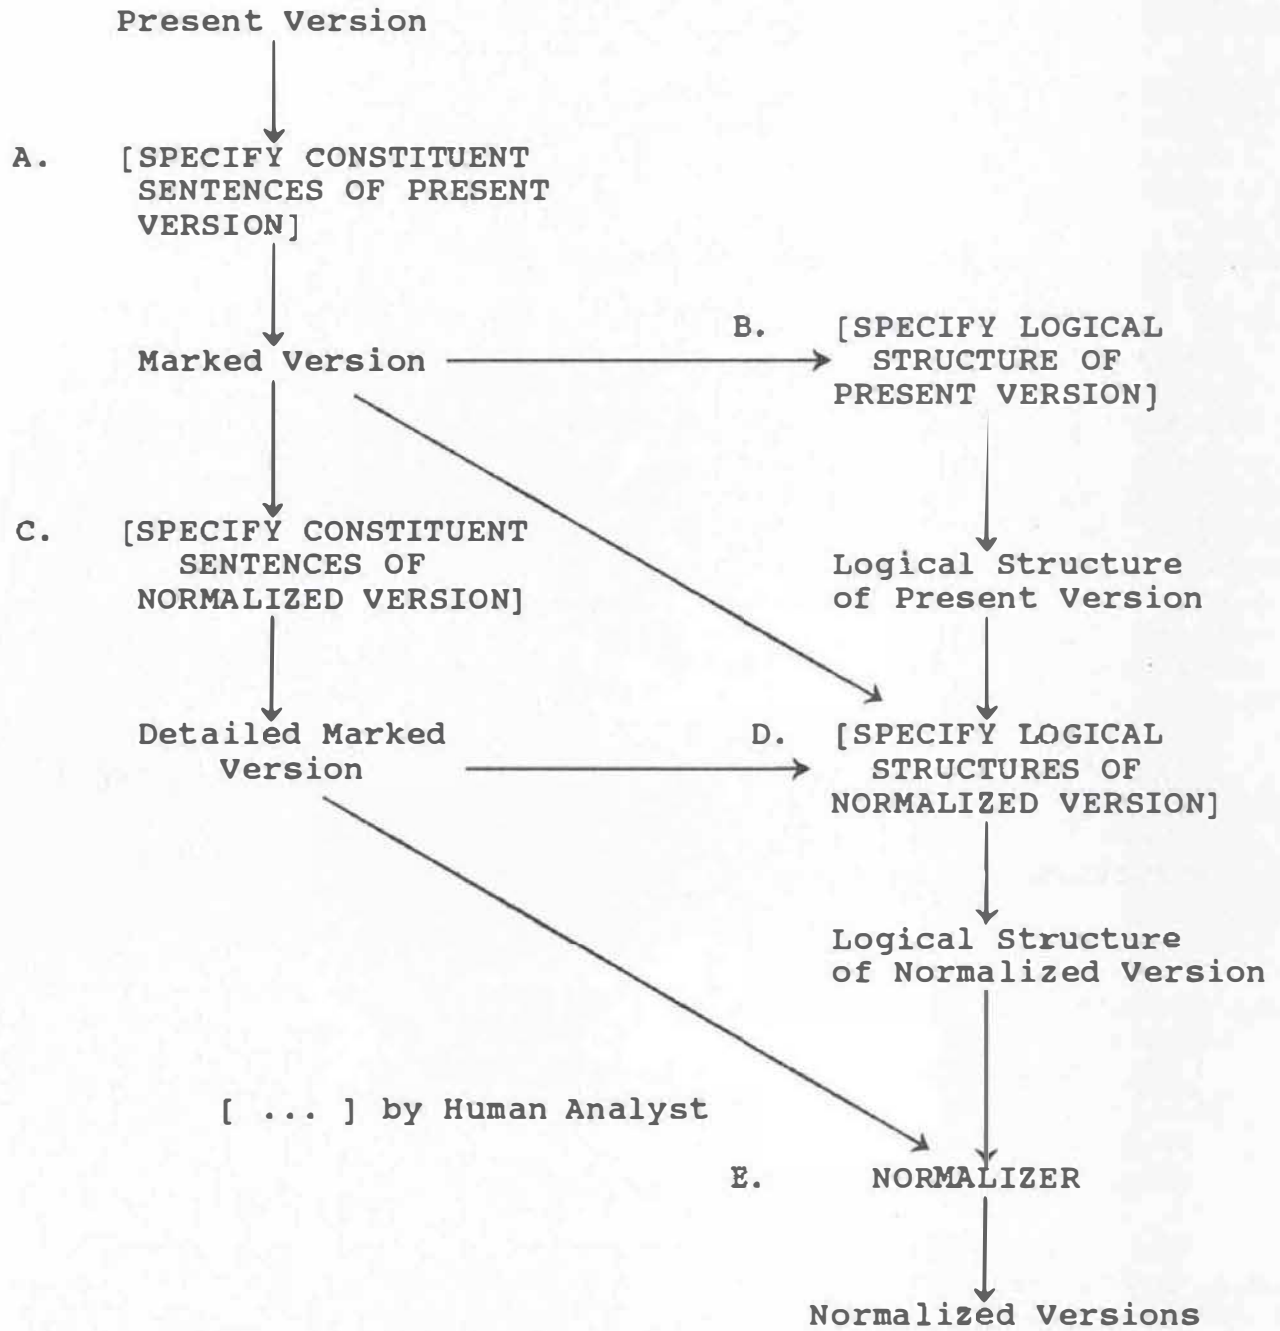 Present Version
A. [SPECIFY CONSTITUENT
SENTENCES OF PRESENT
VERSION]
B. [SPECIFY LOGICAL
Marked Version STRUCTURE OF
PRESENT VERSION]
C. [SPECIFY CONSTITUENT
SENTENCES OF
NORMALIZED VERSION]
Logical Structure
of Present Version
Detailed Marked
Version
D. [SPECIFY LOGICAL
STRUCTURES OF
NORMALIZED VERSION]
Logical Structure
of Normalized Version
[ ... ] by Human Analyst
E. NORMALIZER
Normalized Versions